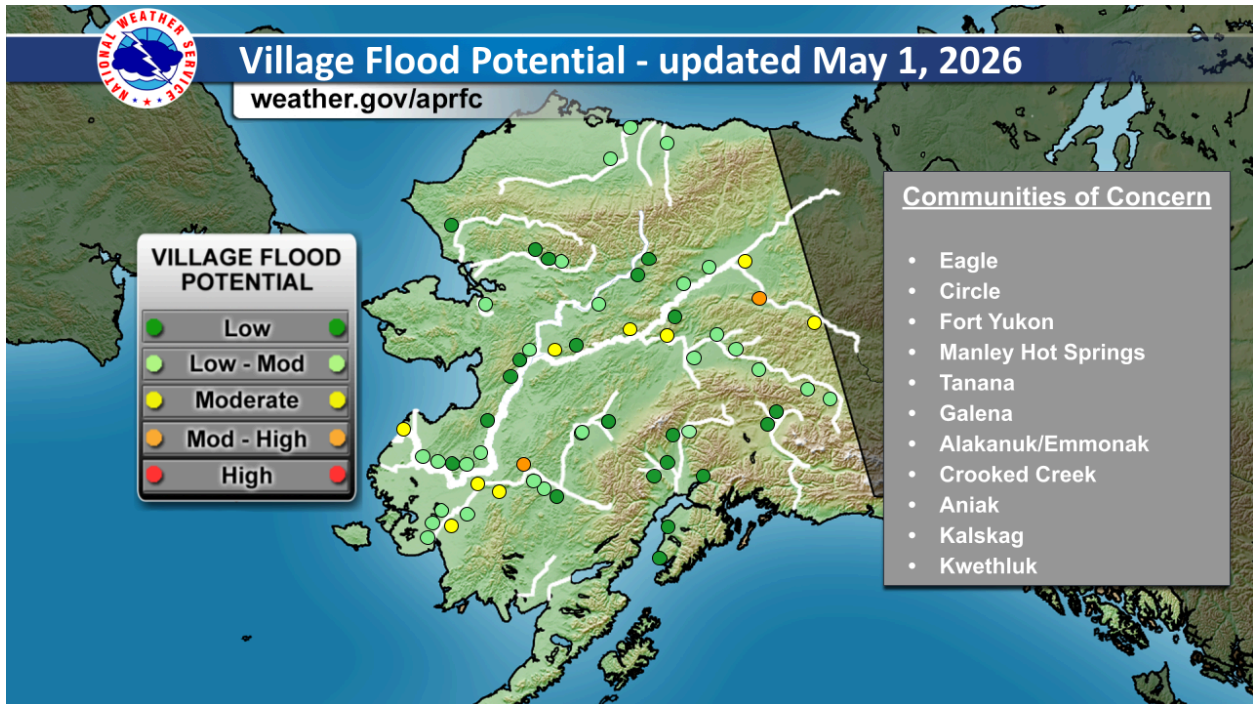 NATIONAL WEATHER SERVICE
Village Flood Potential - updated May 1, 2026
weather.gov/aprfc
VILLAGE FLOOD
POTENTIAL
Low
Low - Mod
Moderate
Mod - High
High
Communities of Concern
• Eagle
• Circle
• Fort Yukon
• Manley Hot Springs
• Tanana
• Galena
• Alakanuk/Emmonak
• Crooked Creek
• Aniak
• Kalskag
• Kwethluk